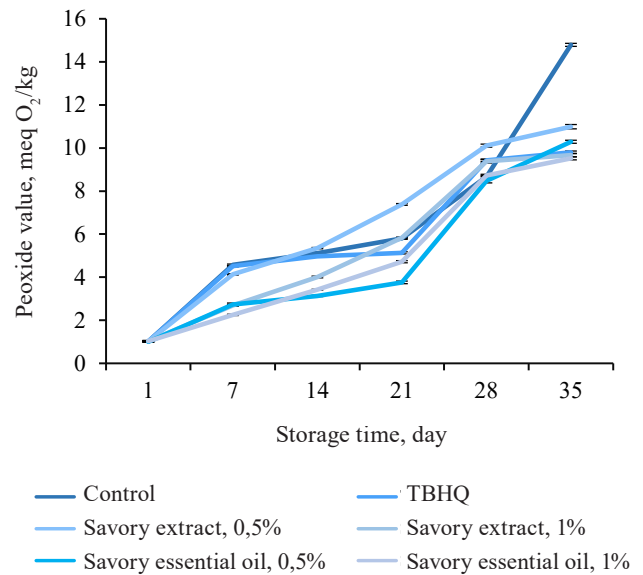 16
14
12
10
8
6
4
2
0
Peoxide value, meq O₂/kg
1 7 14 21 28 35
Storage time, day
Control TBHQ
Savory extract, 0,5% Savory extract, 1%
Savory essential oil, 0,5% Savory essential oil, 1%